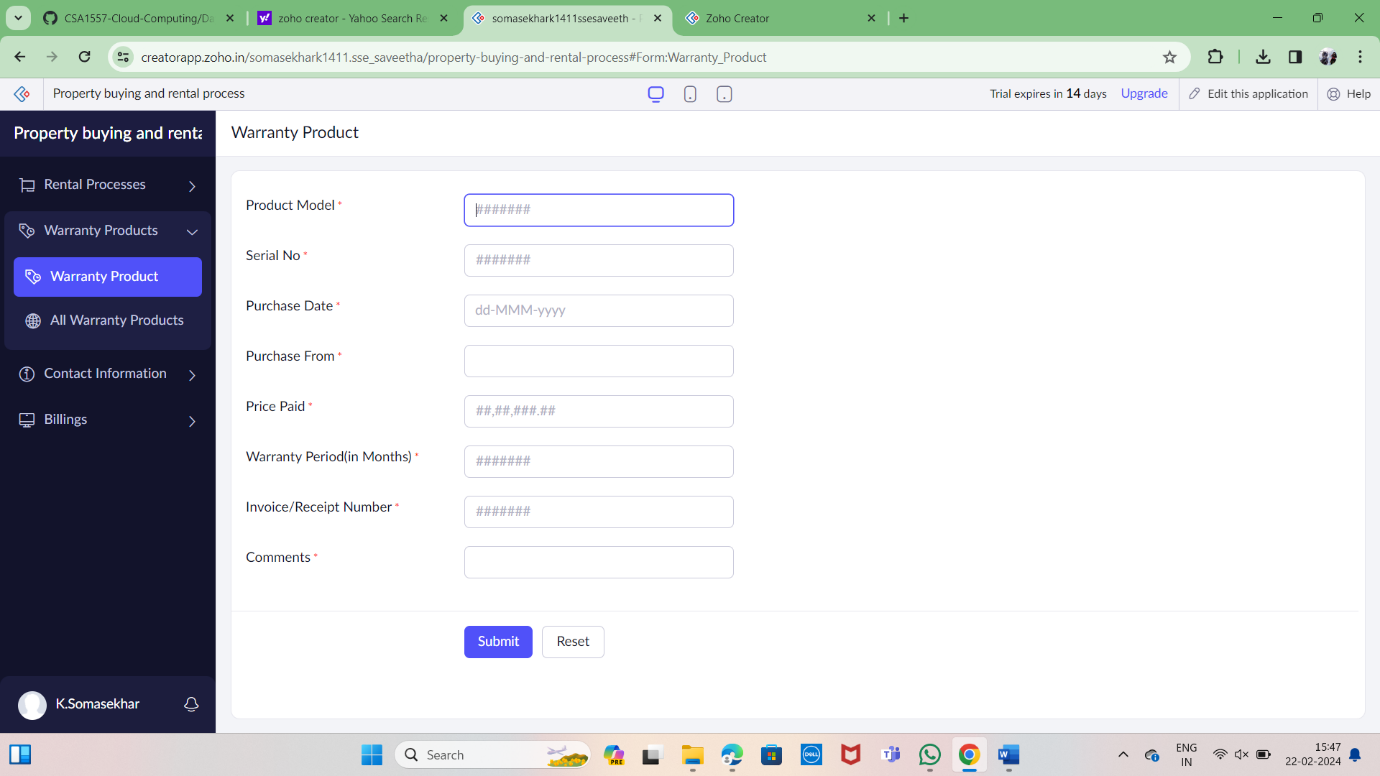 CSA1557-Cloud-Computing/Da
zoho creator - Yahoo Search Re
somasekhark1411ssesaveeth -
Zoho Creator
creatorapp.zoho.in/somasekhark1411.sse_saveetha/property-buying-and-rental-process#Form:Warranty_Product
Property buying and rental process
Trial expires in 14 days
Upgrade
Edit this application
Help
Property buying and renta
Warranty Product
Rental Processes
Warranty Products
Warranty Product
All Warranty Products
Contact Information
Billings
Product Model *
#######
Serial No *
#######
Purchase Date *
dd-MMM-yyyy
Purchase From *
Price Paid *
##,##,###.##
Warranty Period(in Months) *
#######
Invoice/Receipt Number *
#######
Comments *
Submit
Reset
K.Somasekhar
Search
PRE
DELL
ENG
IN
15:47
22-02-2024